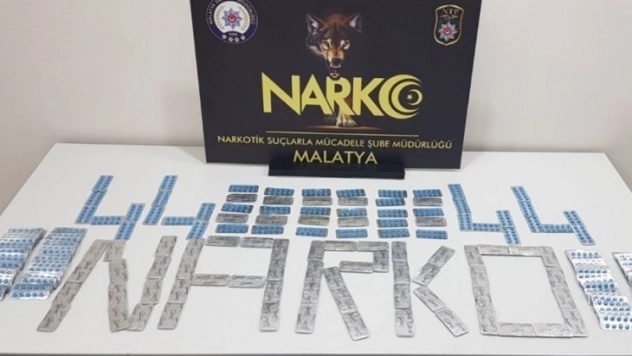 NARKO
NARKOTİK SUÇLARLA MÜCADELE ŞUBE MÜDÜRLÜĞÜ
MALATYA
44 44
NARKO